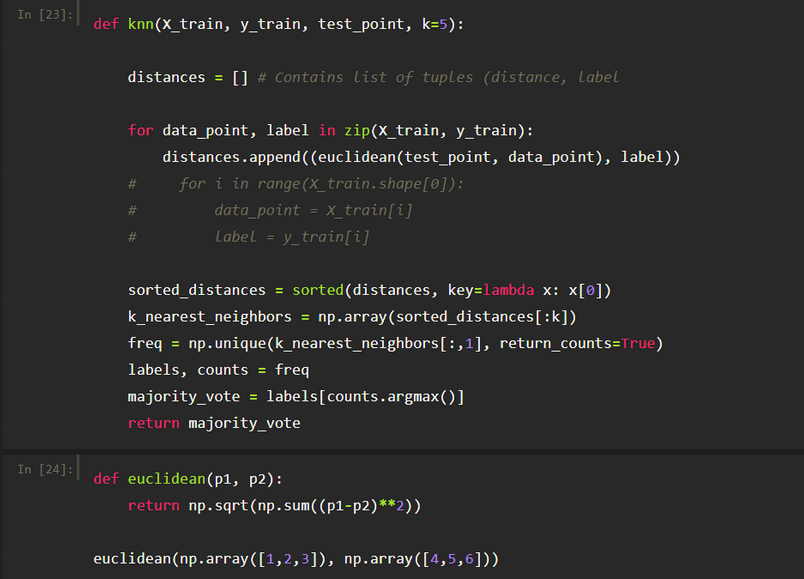 In [23]:
def knn(X_train, y_train, test_point, k=5):
distances = [] # Contains list of tuples (distance, label
for data_point, label in zip(X_train, y_train):
distances.append((euclidean(test_point, data_point), label))
# for i in range(X_train.shape[0]):
# data_point = X_train[i]
# label = y_train[i]
sorted_distances = sorted(distances, key=lambda x: x[0])
k_nearest_neighbors = np.array(sorted_distances[:k])
freq = np.unique(k_nearest_neighbors[:,1], return_counts=True)
labels, counts = freq
majority_vote = labels[counts.argmax()]
return majority_vote
In [24]:
def euclidean(p1, p2):
return np.sqrt(np.sum((p1-p2)**2))
euclidean(np.array([1,2,3]), np.array([4,5,6]))